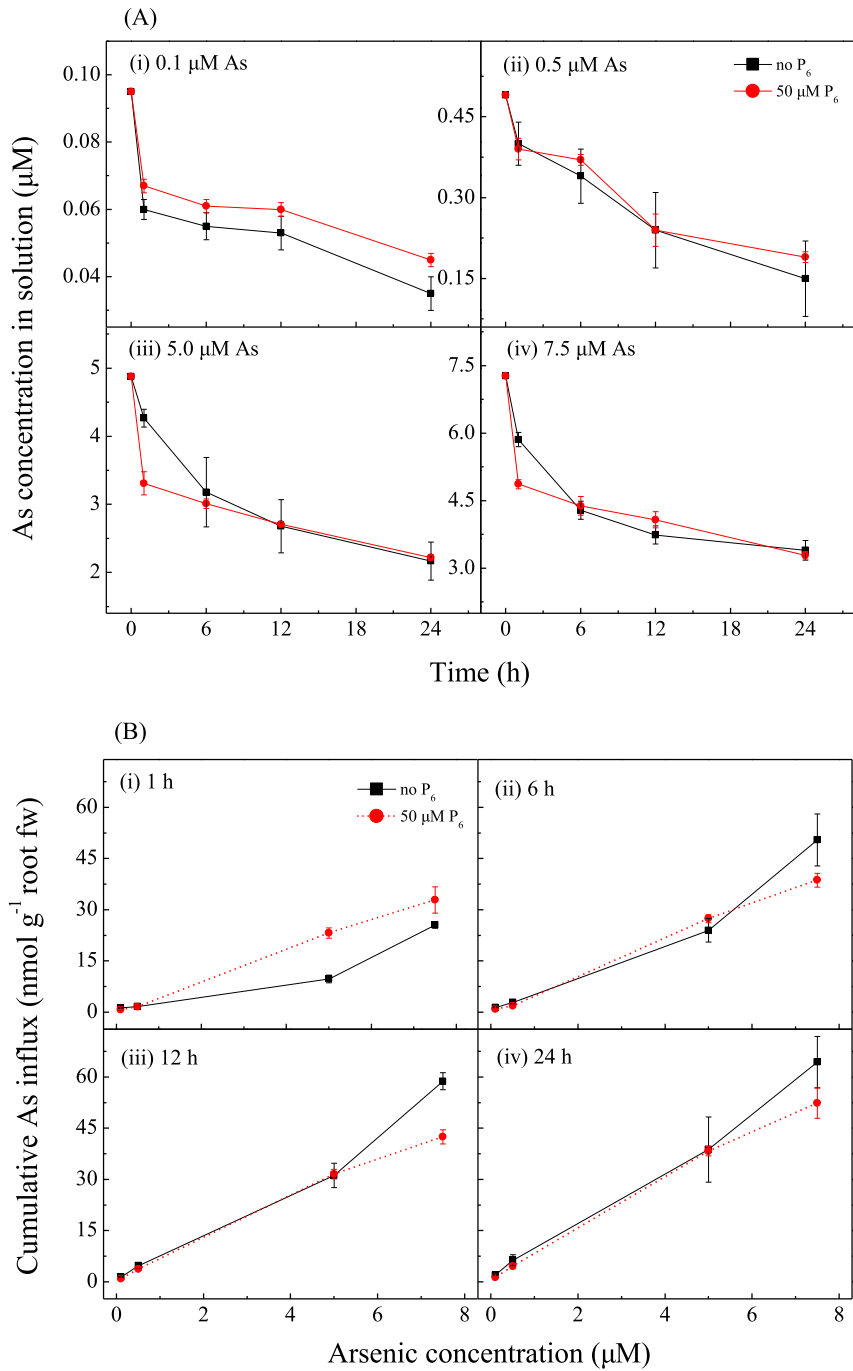 (A)
(i) 0.1 μM As
(ii) 0.5 μM As
no P6
50 μM P6
0.10
0.08
0.06
0.04
0.45
0.30
0.15
(iii) 5.0 μM As
(iv) 7.5 μM As
5
4
3
2
7.5
6.0
4.5
3.0
0 6 12 18 24
0 6 12 18 24
As concentration in solution (μM)
Time (h)
(B)
(i) 1 h
no P6
50 μM P6
(ii) 6 h
60
45
30
15
0
(iii) 12 h
(iv) 24 h
60
45
30
15
0
0 2 4 6 8
0 2 4 6 8
Cumulative As influx (nmol g-1 root fw)
Arsenic concentration (μM)